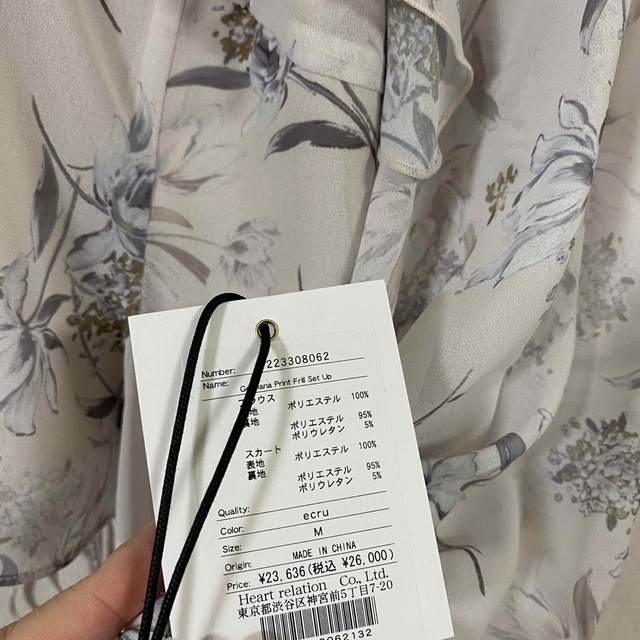 Number: 223308062
Name: Print Frill Set Up
ポリエステル 100%
ポリエステル 95%
ポリウレタン 5%
スカート
表地 ポリエステル 100%
裏地 ポリエステル 95%
ポリウレタン 5%
Quality:
Color: ecru
Size: M
Origin: MADE IN CHINA
Price: ¥23,636(税込 ¥26,000)
Heart relation Co., Ltd.
東京都渋谷区神宮前5丁目7-20
062132